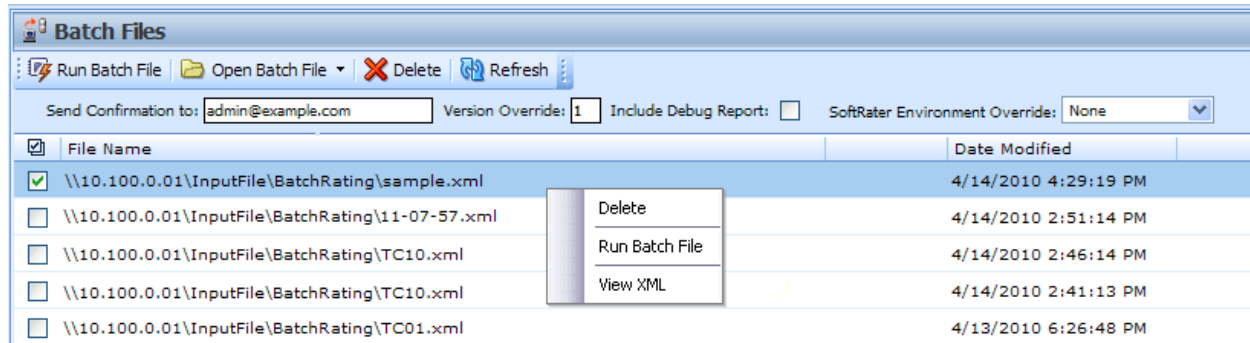 Batch Files
Run Batch File Open Batch File Delete Refresh
Send Confirmation to: admin@example.com Version Override: 1 Include Debug Report: SoftRater Environment Override: None
File Name Date Modified
\\10.100.0.01\InputFile\BatchRating\sample.xml 4/14/2010 4:29:19 PM
Delete
\\10.100.0.01\InputFile\BatchRating\11-07-57.xml 4/14/2010 2:51:14 PM
Run Batch File
\\10.100.0.01\InputFile\BatchRating\TC10.xml 4/14/2010 2:46:14 PM
View XML
\\10.100.0.01\InputFile\BatchRating\TC10.xml 4/14/2010 2:41:13 PM
\\10.100.0.01\InputFile\BatchRating\TC01.xml 4/13/2010 6:26:48 PM